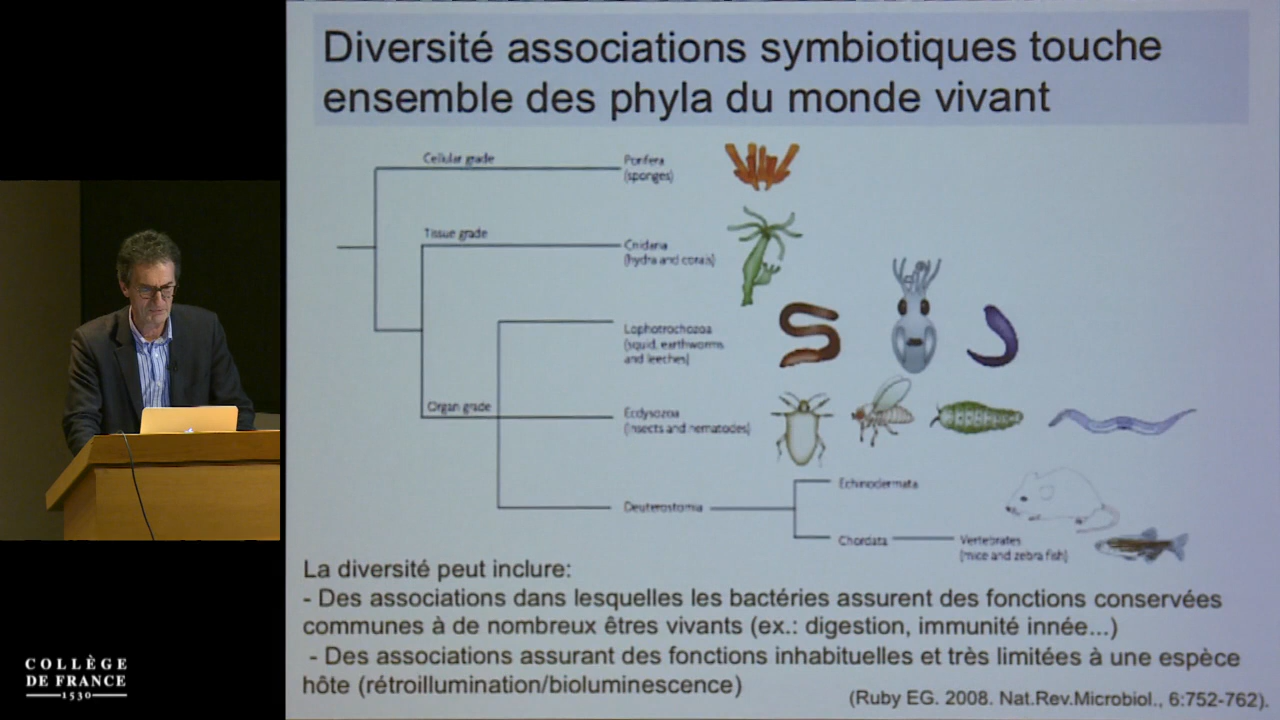 Diversité associations symbiotiques touche
ensemble des phyla du monde vivant
Cellular grade
Porifera
(sponges)
Tissue grade
Cnidaria
(hydra and corals)
Lophotrochozoa
(squid, earthworms
and leeches)
Organ grade
Ecdysozoa
(insects and nematodes)
Deuterostomia
Echinodermata
Chordata
Vertebrates
(mice and zebra fish)
La diversité peut inclure:
- Des associations dans lesquelles les bactéries assurent des fonctions conservées
communes à de nombreux êtres vivants (ex.: digestion, immunité innée...)
- Des associations assurant des fonctions inhabituelles et très limitées à une espèce
hôte (rétroillumination/bioluminescence)
(Ruby EG. 2008. Nat.Rev.Microbiol., 6:752-762).
COLLÈGE
DE FRANCE
1530